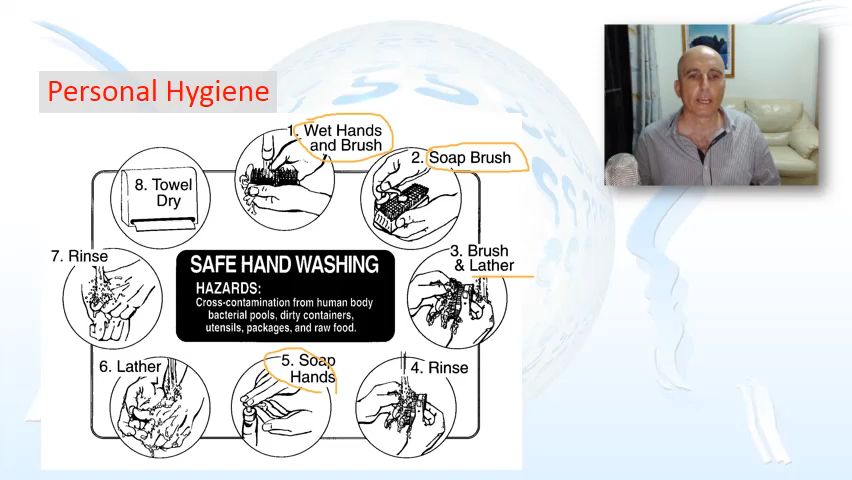 Personal Hygiene
1. Wet Hands
and Brush
2. Soap Brush
3. Brush
& Lather
4. Rinse
5. Soap
Hands
6. Lather
7. Rinse
8. Towel
Dry
SAFE HAND WASHING
HAZARDS:
Cross-contamination from human body
bacterial pools, dirty containers,
utensils, packages, and raw food.